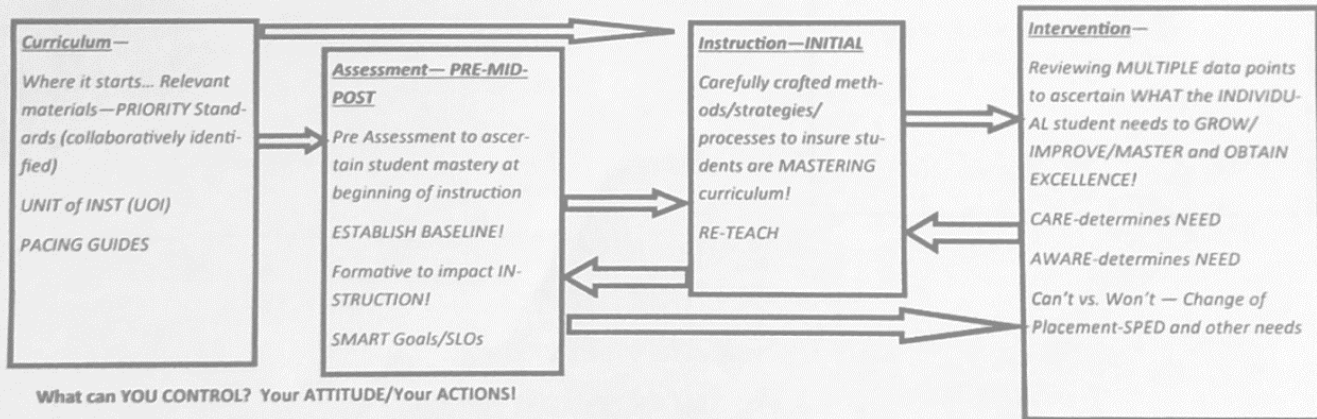 Curriculum—
Where it starts... Relevant
materials—PRIORITY Stand-
ards (collaboratively identi-
fied)
UNIT of INST (UOI)
PACING GUIDES
Assessment— PRE-MID-
POST
Pre Assessment to ascer-
tain student mastery at
beginning of instruction
ESTABLISH BASELINE!
Formative to impact IN-
STRUCTION!
SMART Goals/SLOs
Instruction—INITIAL
Carefully crafted meth-
ods/strategies/
processes to insure stu-
dents are MASTERING
curriculum!
RE-TEACH
Intervention—
Reviewing MULTIPLE data points
to ascertain WHAT the INDIVIDU-
AL student needs to GROW/
IMPROVE/MASTER and OBTAIN
EXCELLENCE!
CARE-determines NEED
AWARE-determines NEED
Can't vs. Won't — Change of
Placement-SPED and other needs
What can YOU CONTROL? Your ATTITUDE/Your ACTIONS!